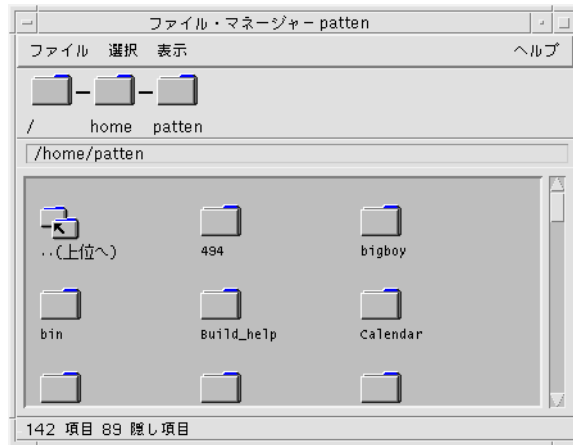 ファイル・マネージャー patten
ファイル 選択 表示 ヘルプ
/ home patten
/home/patten
..(上位へ) 494 bigboy
bin Build_help Calendar
142 項目 89 隠し項目